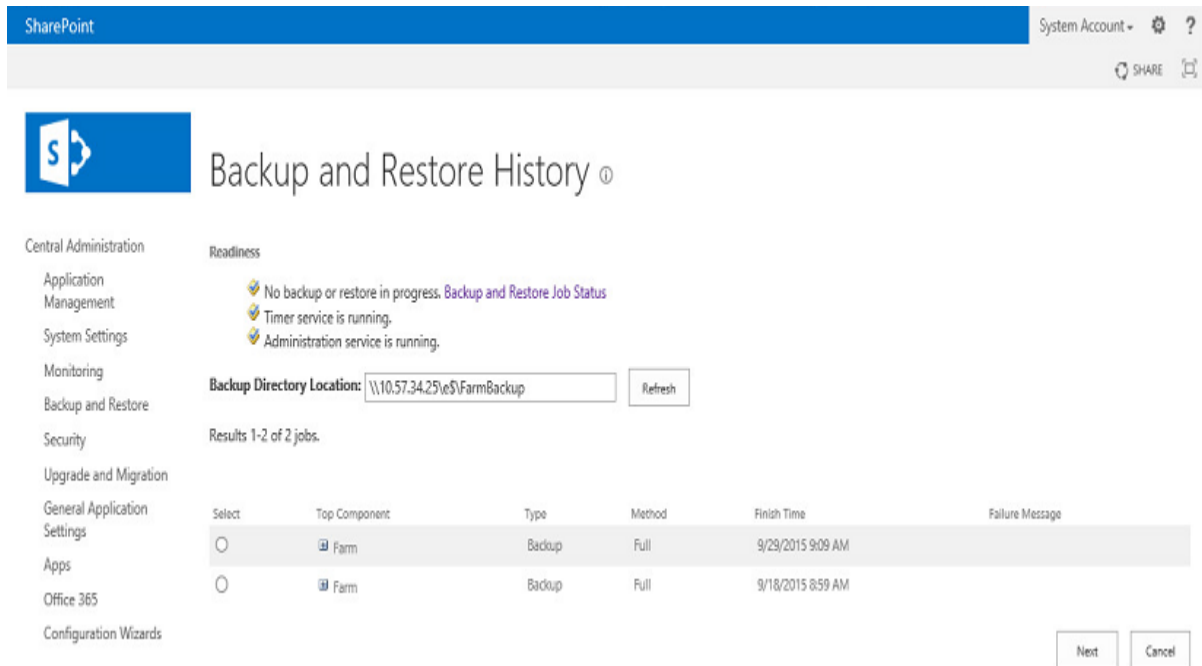 SharePoint
System Account
?
SHARE
S
Backup and Restore History
Central Administration
Application
Management
System Settings
Monitoring
Backup and Restore
Security
Upgrade and Migration
General Application
Settings
Apps
Office 365
Configuration Wizards
Readiness
No backup or restore in progress. Backup and Restore Job Status
Timer service is running.
Administration service is running.
Backup Directory Location: \\10.57.34.25\e$\FarmBackup Refresh
Results 1-2 of 2 jobs.
Select Top Component Type Method Finish Time Failure Message
Farm Backup Full 9/29/2015 9:09 AM
Farm Backup Full 9/18/2015 8:59 AM
Next Cancel